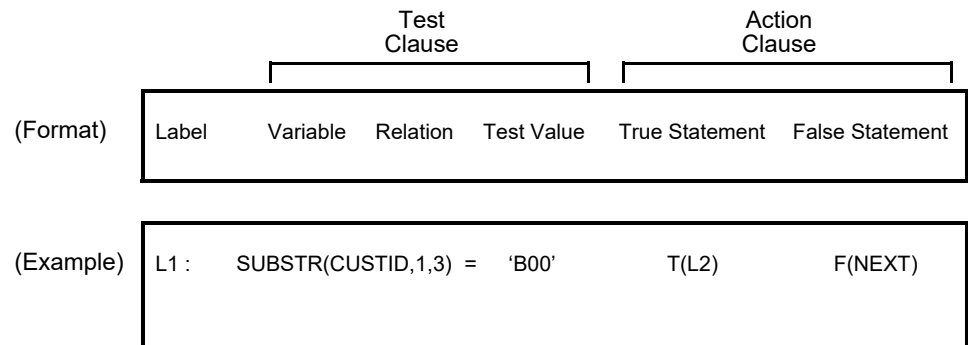 Test Clause
Action Clause
(Format) Label Variable Relation Test Value True Statement False Statement
(Example) L1 : SUBSTR(CUSTID,1,3) = ‘B00’ T(L2) F(NEXT)